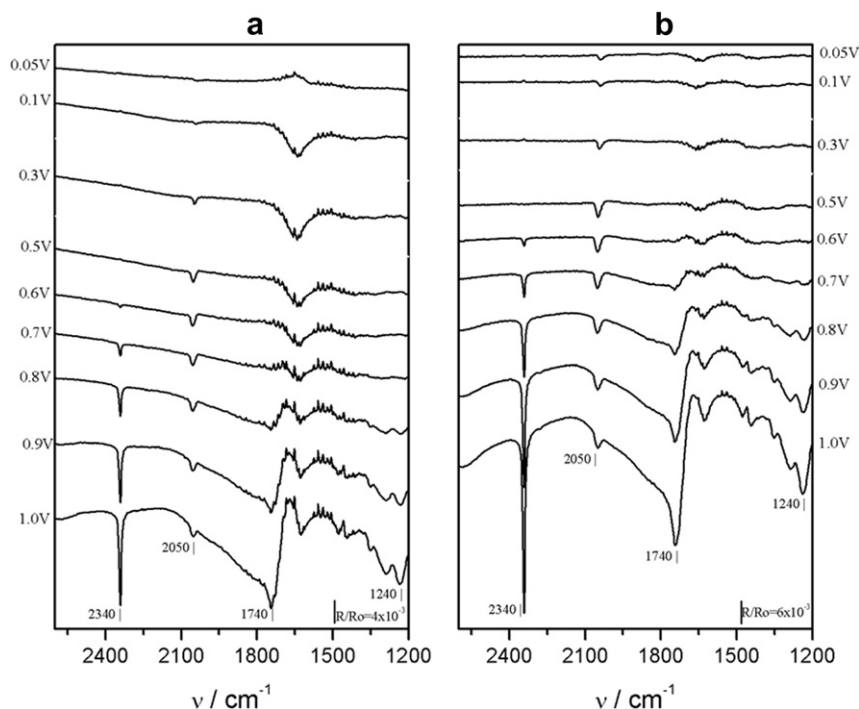 a
0.05V
0.1V
0.3V
0.5V
0.6V
0.7V
0.8V
0.9V
1.0V
2050
2340
1740
1240
R/Ro=4x10⁻³
2400 2100 1800 1500 1200
ν / cm⁻¹
b
0.05V
0.1V
0.3V
0.5V
0.6V
0.7V
0.8V
0.9V
1.0V
2050
1240
1740
2340
R/Ro=6x10⁻³
2400 2100 1800 1500 1200
ν / cm⁻¹